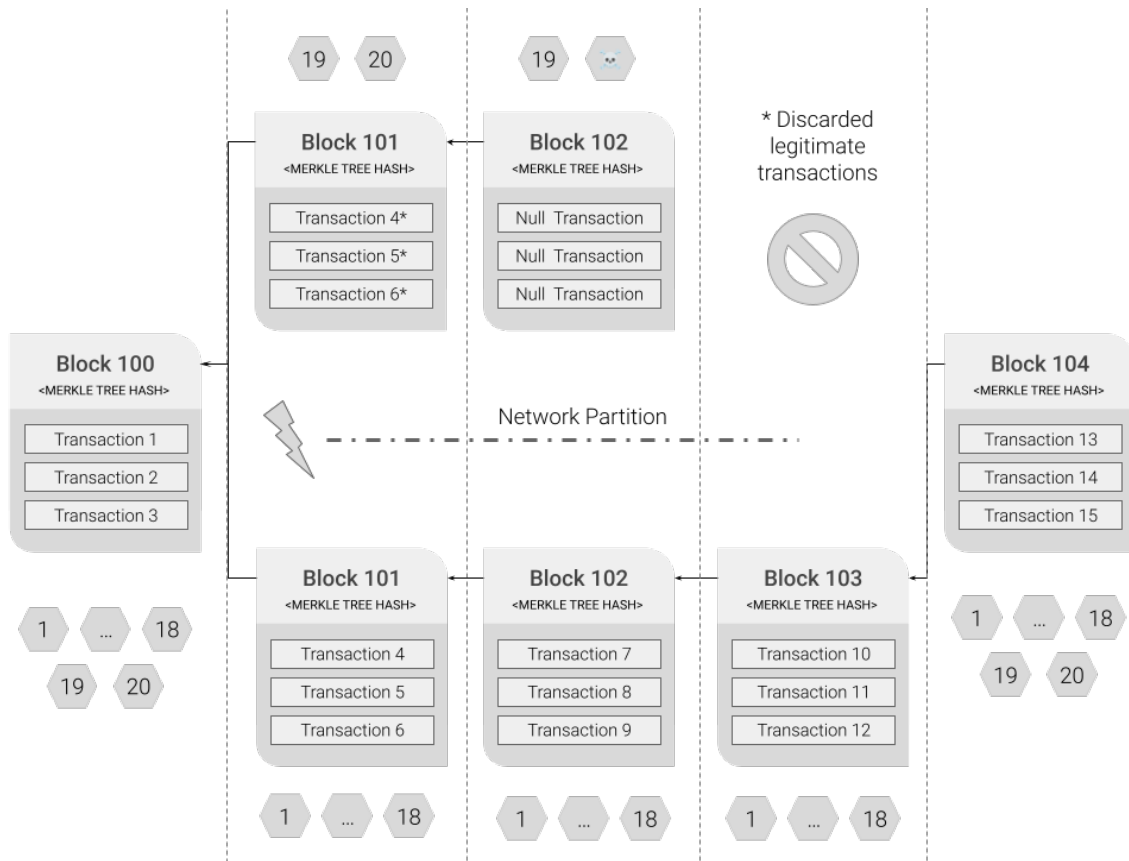 19 20
19
Block 101
<MERKLE TREE HASH>
Transaction 4*
Transaction 5*
Transaction 6*
Block 102
<MERKLE TREE HASH>
Null Transaction
Null Transaction
Null Transaction
* Discarded
legitimate
transactions
Block 100
<MERKLE TREE HASH>
Transaction 1
Transaction 2
Transaction 3
1 ... 18
19 20
Network Partition
Block 101
<MERKLE TREE HASH>
Transaction 4
Transaction 5
Transaction 6
1 ... 18
Block 102
<MERKLE TREE HASH>
Transaction 7
Transaction 8
Transaction 9
1 ... 18
Block 103
<MERKLE TREE HASH>
Transaction 10
Transaction 11
Transaction 12
1 ... 18
Block 104
<MERKLE TREE HASH>
Transaction 13
Transaction 14
Transaction 15
1 ... 18
19 20